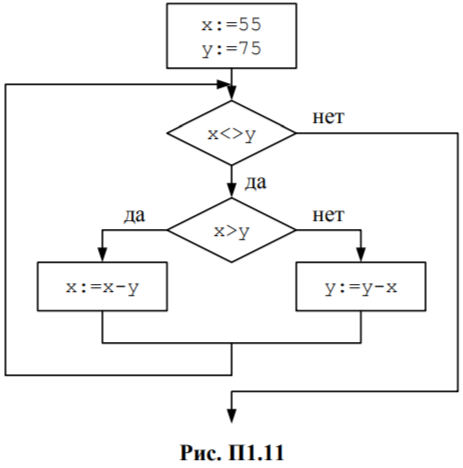 x:=55
y:=75
x<>y
нет
да
да
x>y
нет
x:=x-y
y:=y-x
Рис. П1.11